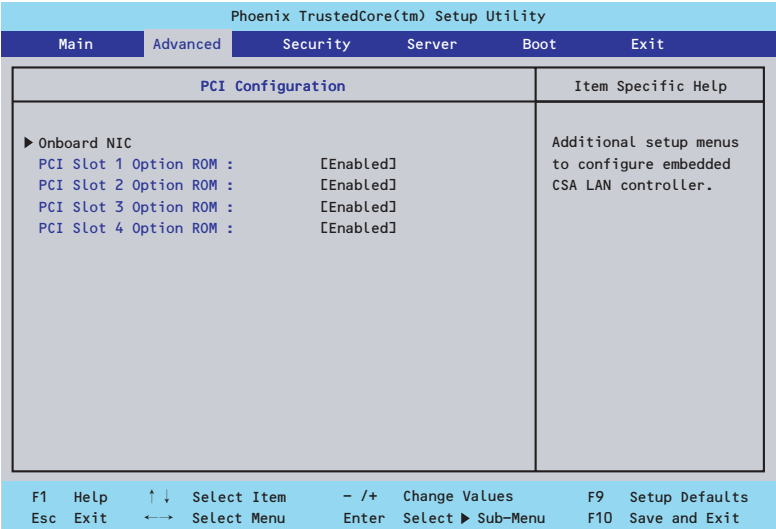 Phoenix TrustedCore(tm) Setup Utility
Main Advanced Security Server Boot Exit
PCI Configuration
Item Specific Help
▶ Onboard NIC
PCI Slot 1 Option ROM : [Enabled]
PCI Slot 2 Option ROM : [Enabled]
PCI Slot 3 Option ROM : [Enabled]
PCI Slot 4 Option ROM : [Enabled]
Additional setup menus
to configure embedded
CSA LAN controller.
F1 Help ↑↓ Select Item - /+ Change Values F9 Setup Defaults
Esc Exit ←→ Select Menu Enter Select ▶ Sub-Menu F10 Save and Exit